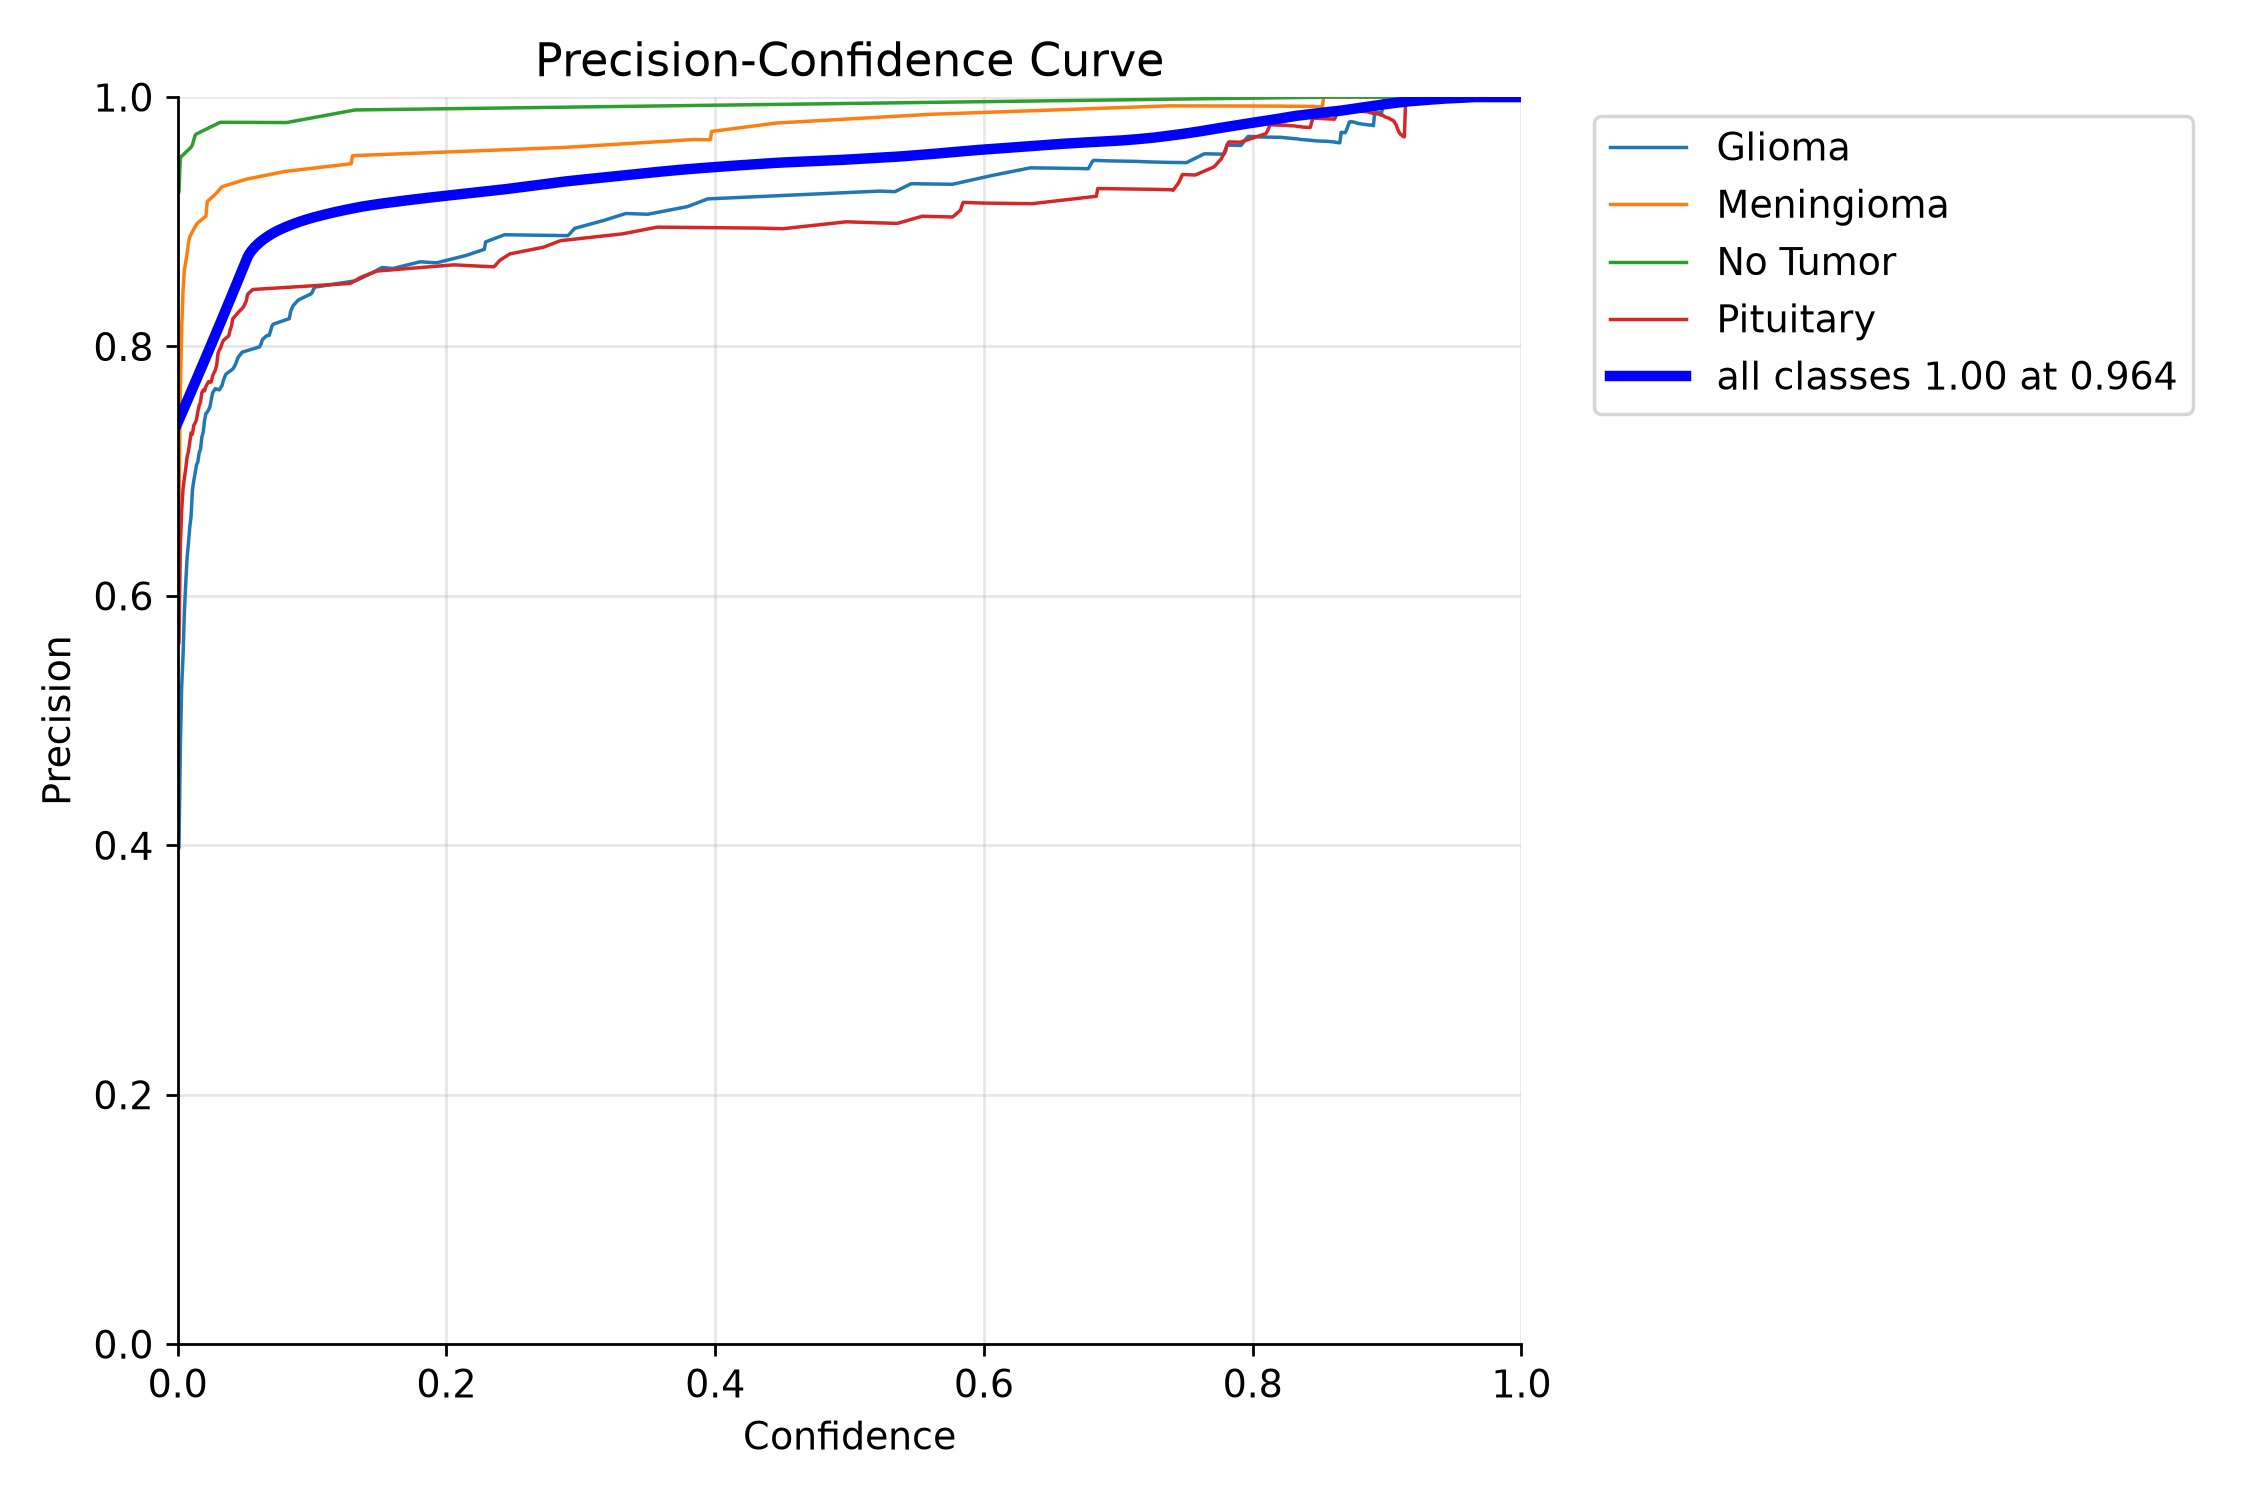 Precision-Confidence Curve
1.0
0.8
0.6
0.4
0.2
0.0
Precision
0.0 0.2 0.4 0.6 0.8 1.0
Confidence
Glioma
Meningioma
No Tumor
Pituitary
all classes 1.00 at 0.964